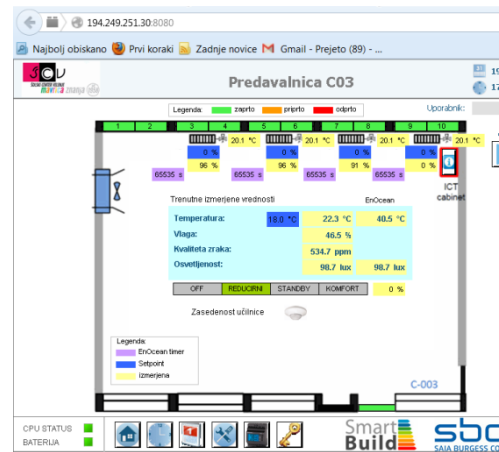 194.249.251.30:8080
Najbolj obiskano Prvi koraki Zadnje novice Gmail - Prejeto (89) - ...
Predavalnica C03
19
17
Legenda: zaprto priprto odprto Uporabnik:
1 2 3 4 5 6 7 8 9 10
20.1 °C 20.1 °C 20.1 °C 20.1 °C
0 % 0 % 0 % 0 %
96 % 96 % 91 % 0 %
65535 s 65535 s 65535 s 65535 s
ICT
cabinet
Trenutne izmerjene vrednosti EnOcean
Temperatura: 18.0 °C 22.3 °C 40.5 °C
Vlaga: 46.5 %
Kvaliteta zraka: 534.7 ppm
Osvetljenost: 98.7 lux 98.7 lux
OFF REDUCIRNI STANDBY KOMFORT 0 %
Zasedenost učilnice
Legenda:
EnOcean timer
Setpoint
izmerjena
C-003
CPU STATUS
BATERIJA
Smart
Build
sbc
SAIA BURGESS CO